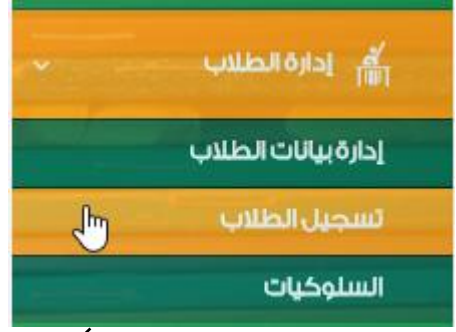 إدارة الطلاب
إدارة بيانات الطلاب
تسجيل الطلاب
السلوكيات